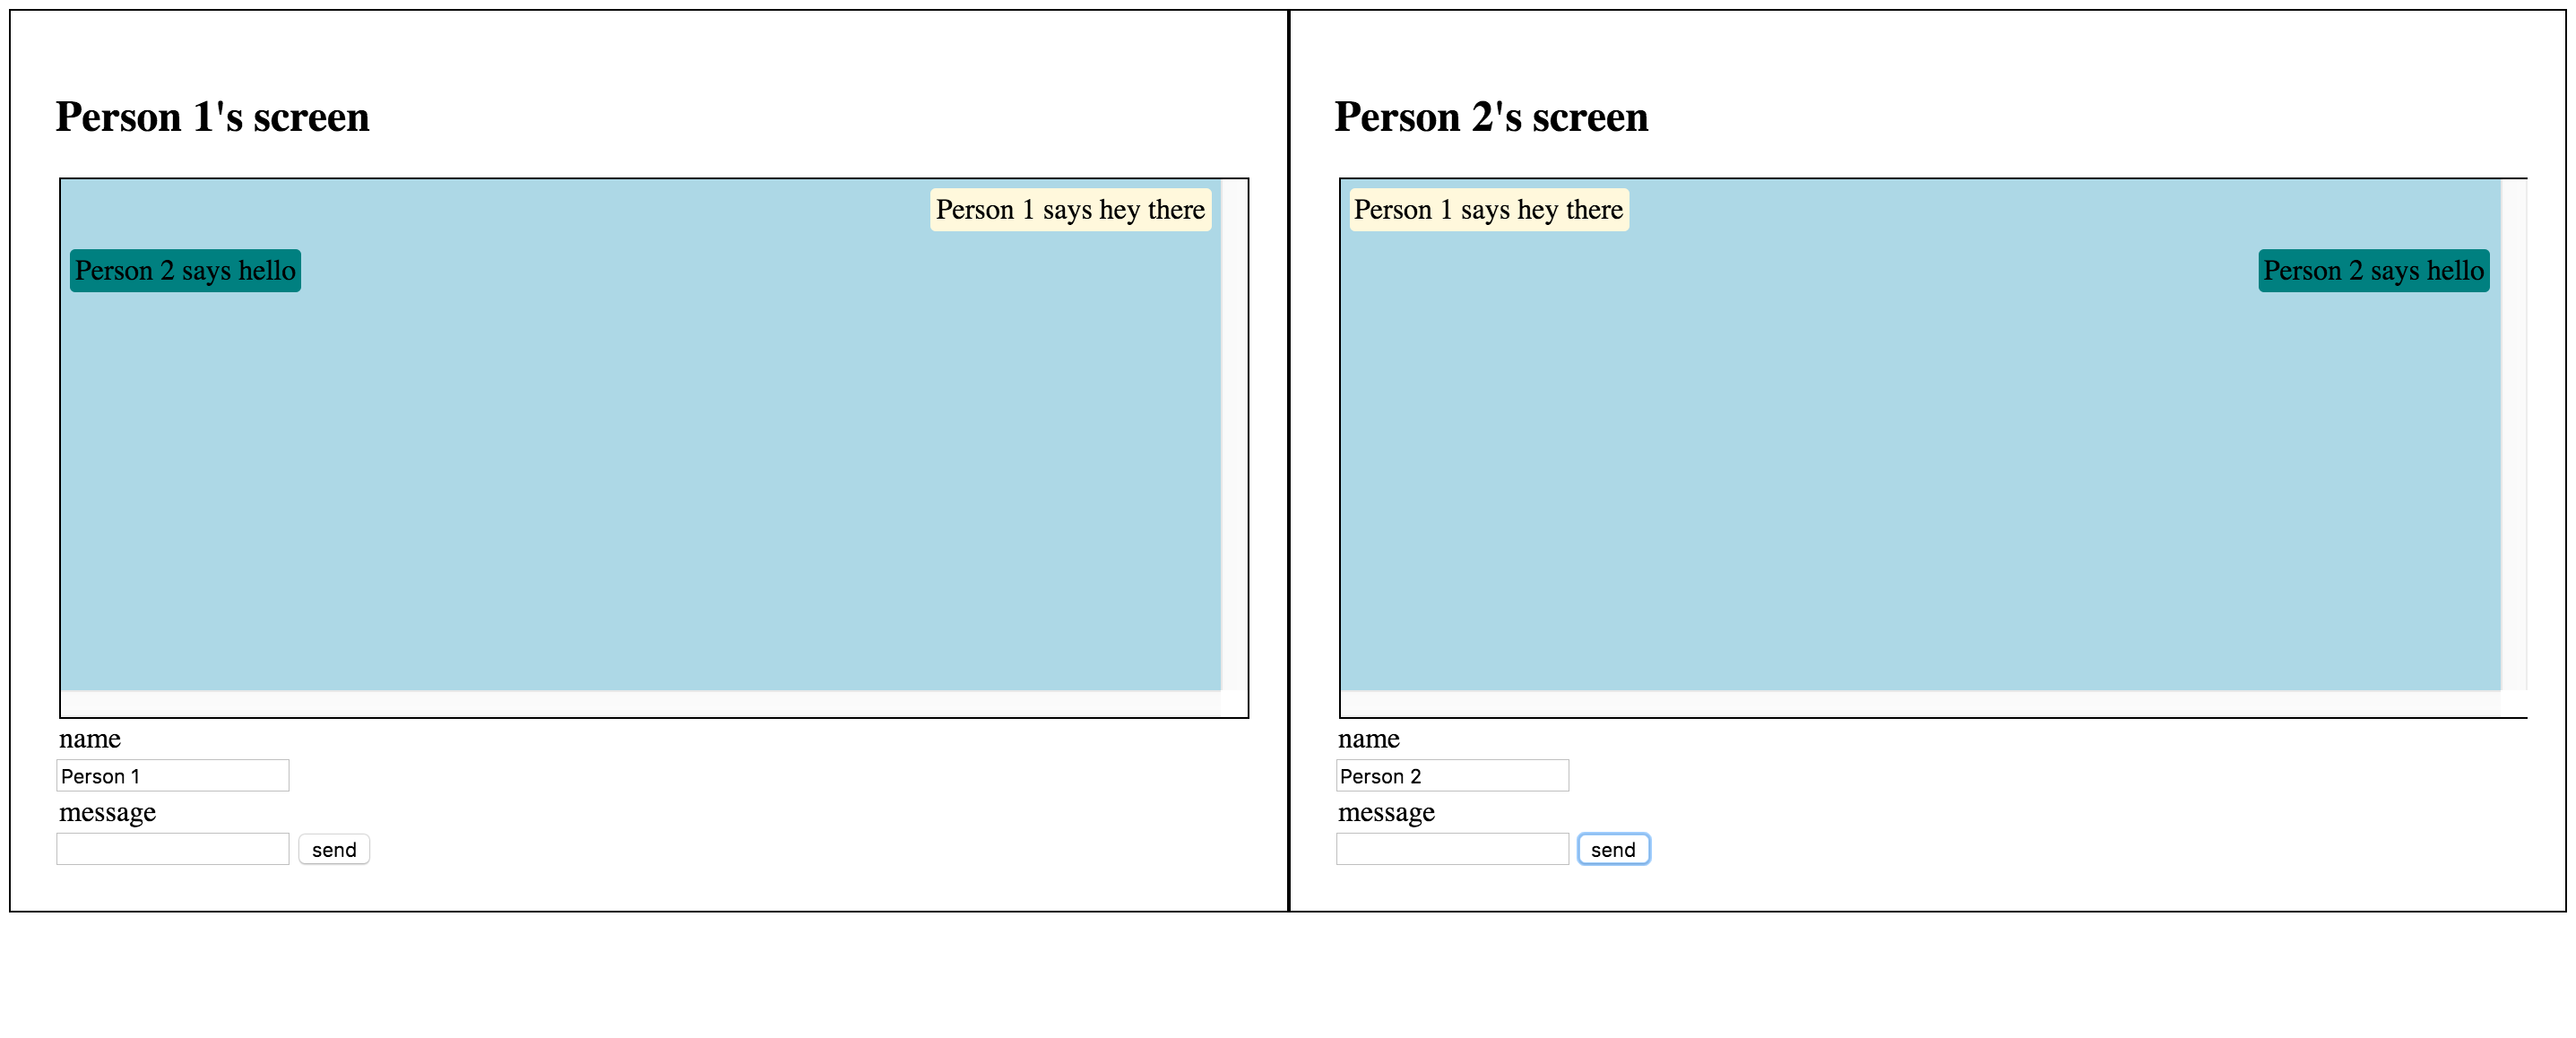 Person 1's screen
Person 1 says hey there
Person 2 says hello
name
Person 1
message
send
Person 2's screen
Person 1 says hey there
Person 2 says hello
name
Person 2
message
send